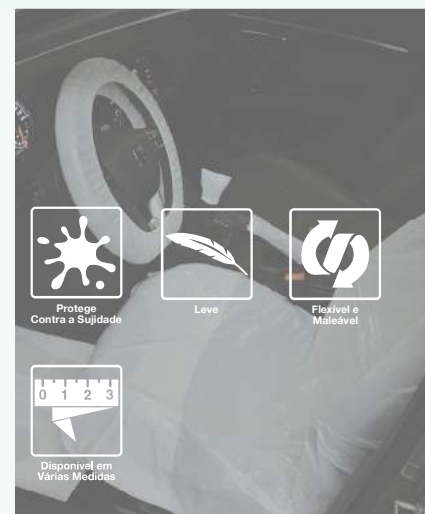 Protege
Contra a Sujidade
Leve
Flexível e
Maleável
0 1 2 3
Disponível em
Várias Medidas